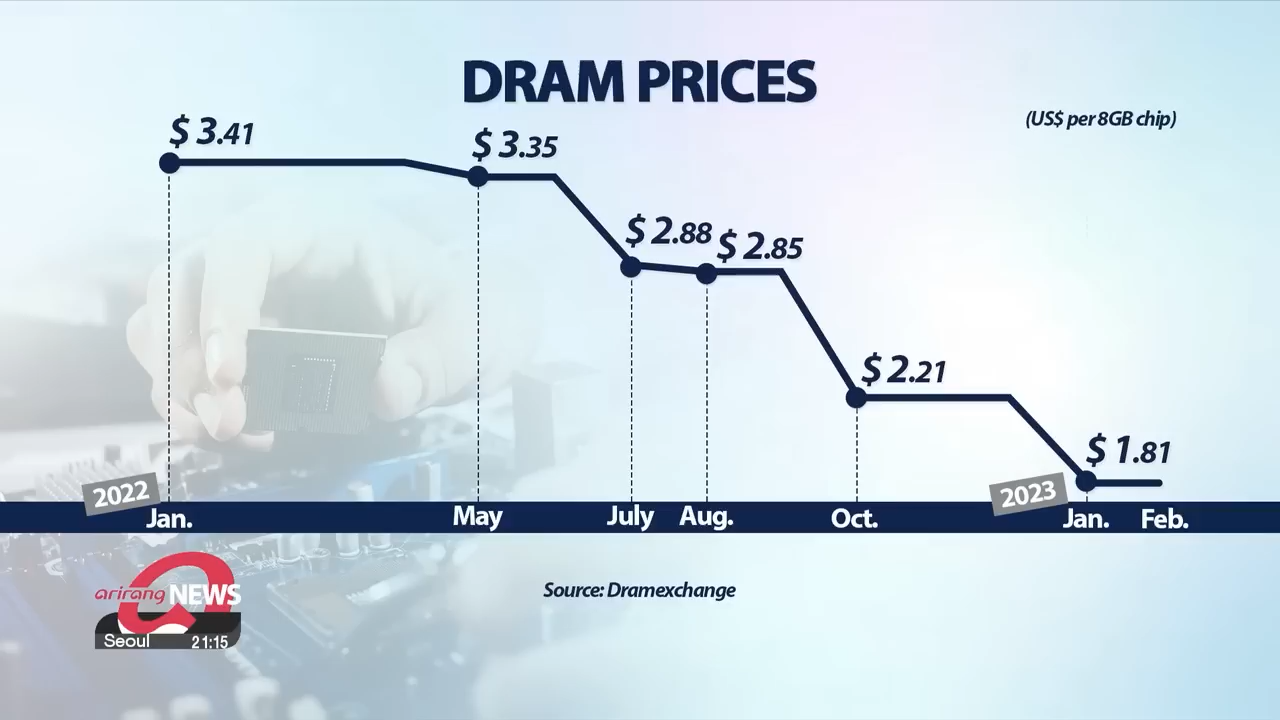 DRAM PRICES
(US$ per 8GB chip)
$ 3.41
$ 3.35
$ 2.88
$ 2.85
$ 2.21
$ 1.81
2022
2023
Jan.
May
July
Aug.
Oct.
Jan.
Feb.
Source: Dramexchange
arirang NEWS
Seoul 21:15